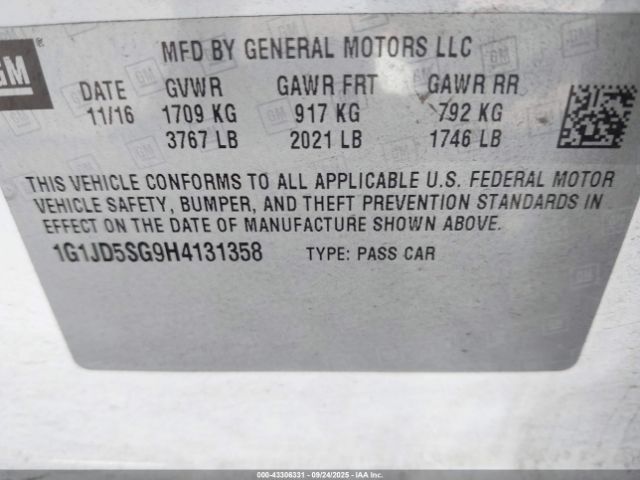 MFD BY GENERAL MOTORS LLC
GM
DATE GVWR GAWR FRT GAWR RR
11/16 1709 KG 917 KG 792 KG
3767 LB 2021 LB 1746 LB
THIS VEHICLE CONFORMS TO ALL APPLICABLE U.S. FEDERAL MOTOR
VEHICLE SAFETY, BUMPER, AND THEFT PREVENTION STANDARDS IN
EFFECT ON THE DATE OF MANUFACTURE SHOWN ABOVE.
1G1JD5SG9H4131358 TYPE: PASS CAR
000-43306331 - 09/24/2025 - COPYRIGHT IAA, LLC.